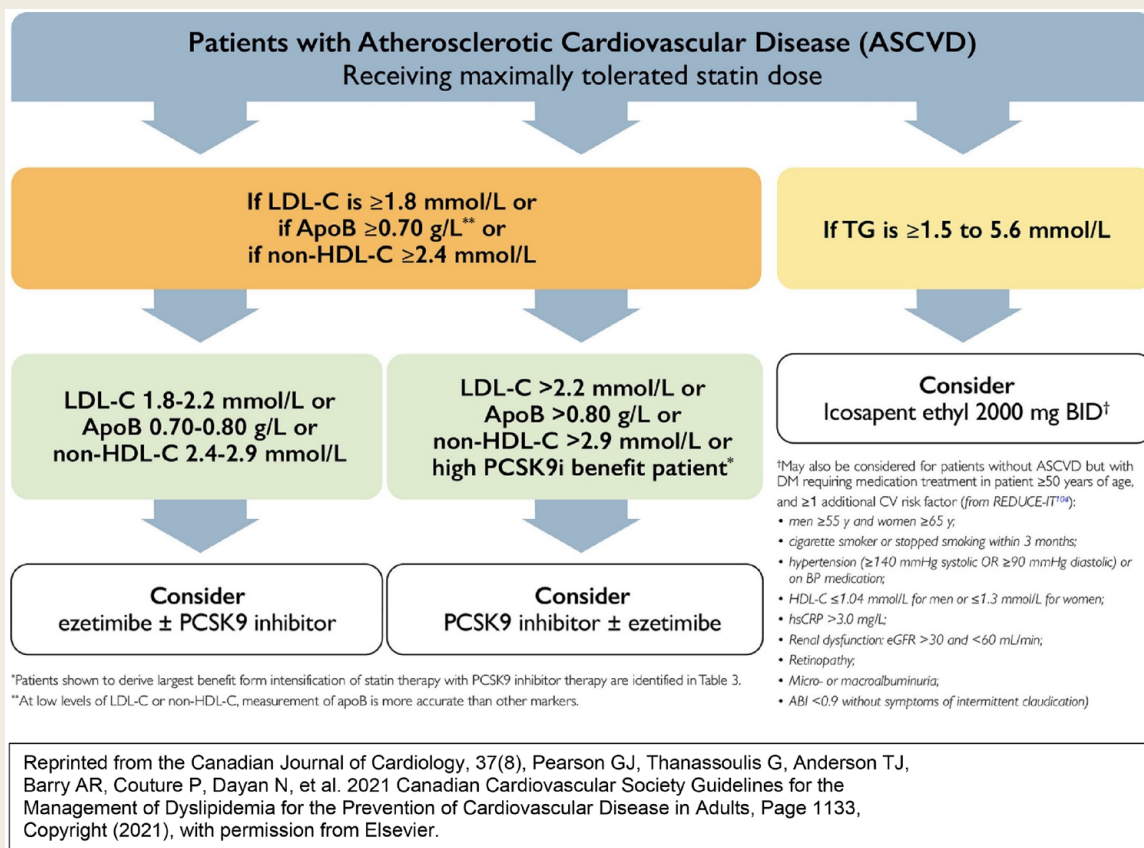 Patients with Atherosclerotic Cardiovascular Disease (ASCVD)
Receiving maximally tolerated statin dose
If LDL-C is ≥1.8 mmol/L or
if ApoB ≥0.70 g/L** or
if non-HDL-C ≥2.4 mmol/L
If TG is ≥1.5 to 5.6 mmol/L
LDL-C 1.8-2.2 mmol/L or
ApoB 0.70-0.80 g/L or
non-HDL-C 2.4-2.9 mmol/L
LDL-C >2.2 mmol/L or
ApoB >0.80 g/L or
non-HDL-C >2.9 mmol/L or
high PCSK9i benefit patient*
Consider
Icosapent ethyl 2000 mg BID†
Consider
ezetimibe ± PCSK9 inhibitor
Consider
PCSK9 inhibitor ± ezetimibe
†May also be considered for patients without ASCVD but with
DM requiring medication treatment in patient ≥50 years of age,
and ≥1 additional CV risk factor (from REDUCE-IT104):
• men ≥55 y and women ≥65 y;
• cigarette smoker or stopped smoking within 3 months;
• hypertension (≥140 mmHg systolic OR ≥90 mmHg diastolic) or
on BP medication;
• HDL-C ≤1.04 mmol/L for men or ≤1.3 mmol/L for women;
• hsCRP >3.0 mg/L;
• Renal dysfunction: eGFR >30 and <60 mL/min;
• Retinopathy;
• Micro- or macroalbuminuria;
• ABI <0.9 without symptoms of intermittent claudication)
*Patients shown to derive largest benefit form intensification of statin therapy with PCSK9 inhibitor therapy are identified in Table 3.
**At low levels of LDL-C or non-HDL-C, measurement of apoB is more accurate than other markers.
Reprinted from the Canadian Journal of Cardiology, 37(8), Pearson GJ, Thanassoulis G, Anderson TJ,
Barry AR, Couture P, Dayan N, et al. 2021 Canadian Cardiovascular Society Guidelines for the
Management of Dyslipidemia for the Prevention of Cardiovascular Disease in Adults, Page 1133,
Copyright (2021), with permission from Elsevier.